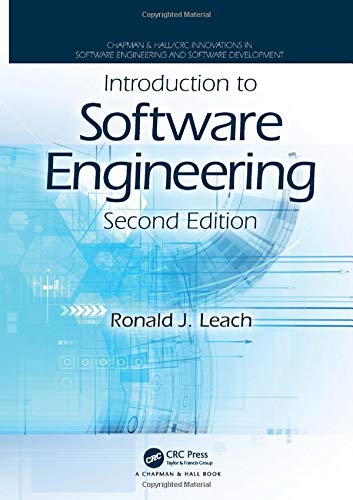 Copyrighted Material
CHAPMAN & HALL/CRC INNOVATIONS IN
SOFTWARE ENGINEERING AND SOFTWARE DEVELOPMENT
Introduction to
Software
Engineering
Second Edition
Ronald J. Leach
CRC
CRC Press
Taylor & Francis Group
A CHAPMAN & HALL BOOK
Copyrighted Material